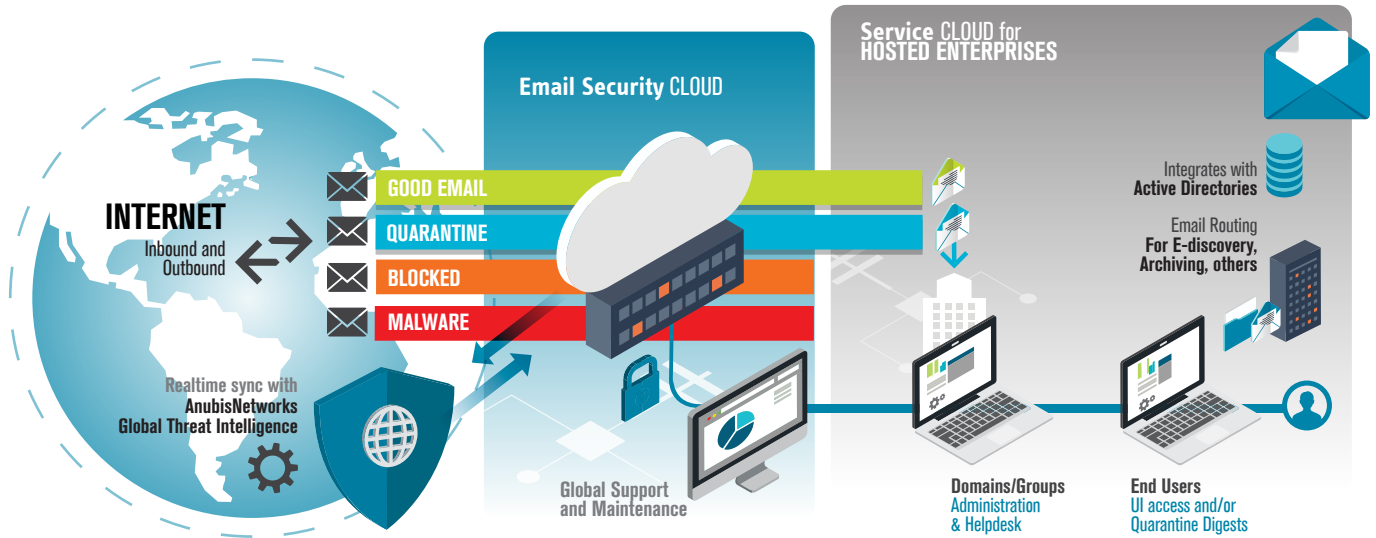 INTERNET
Inbound and
Outbound
Realtime sync with
AnubisNetworks
Global Threat Intelligence
Email Security CLOUD
GOOD EMAIL
QUARANTINE
BLOCKED
MALWARE
Global Support
and Maintenance
Service CLOUD for
HOSTED ENTERPRISES
Integrates with
Active Directories
Email Routing
For E-discovery,
Archiving, others
Domains/Groups
Administration
& Helpdesk
End Users
UI access and/or
Quarantine Digests